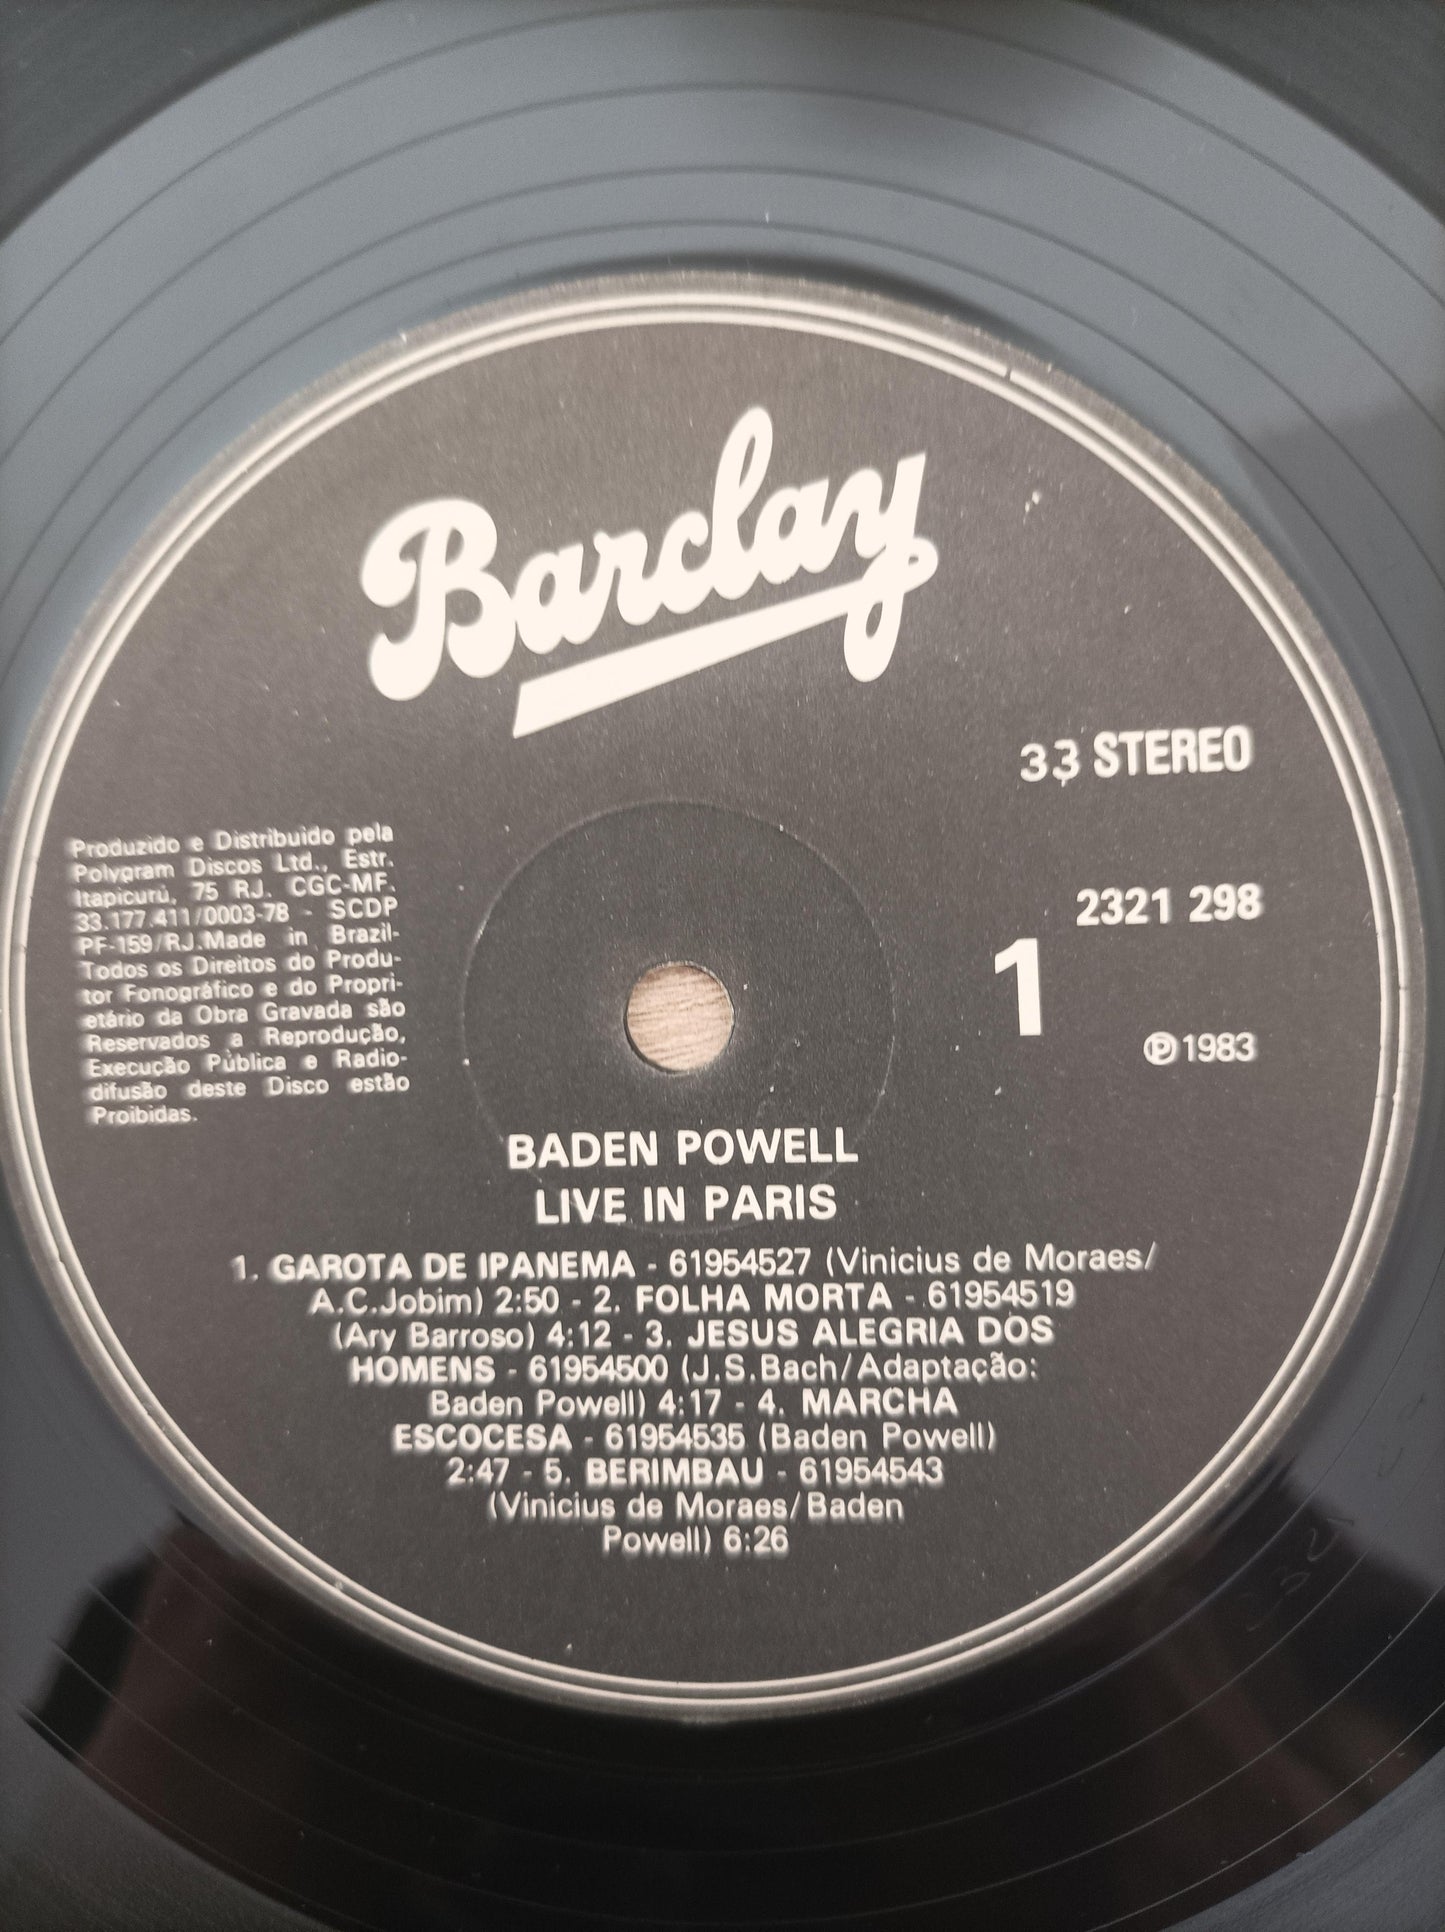 Barclay
33 STEREO
2321 298
1
℗1983
Produzido e Distribuido pela
Polygram Discos Ltd., Estr.
Itapicurú, 75 RJ. CGC-MF.
33.177.411/0003-78 - SCDP
PF-159/RJ.Made in Brazil-
Todos os Direitos do Produ-
tor Fonográfico e do Propri-
etário da Obra Gravada são
Reservados a Reprodução,
Execução Pública e Radio-
difusão deste Disco estão
Proibidas.
BADEN POWELL
LIVE IN PARIS
1. GAROTA DE IPANEMA - 61954527 (Vinicius de Moraes/
A.C.Jobim) 2:50 - 2. FOLHA MORTA - 61954519
(Ary Barroso) 4:12 - 3. JESUS ALEGRIA DOS
HOMENS - 61954500 (J.S.Bach/Adaptação:
Baden Powell) 4:17 - 4. MARCHA
ESCOCESA - 61954535 (Baden Powell)
2:47 - 5. BERIMBAU - 61954543
(Vinicius de Moraes/Baden
Powell) 6:26